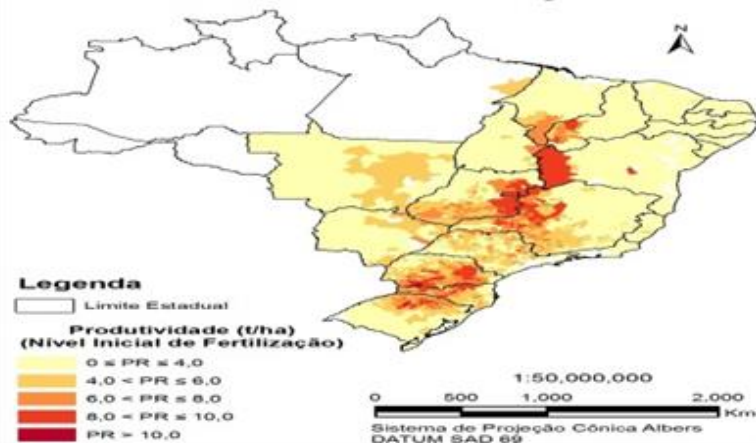 N
Legenda
Limite Estadual
Produtividade (t/ha)
(Nível Inicial de Fertilização)
0 ≤ PR ≤ 4,0
4,0 < PR ≤ 6,0
6,0 < PR ≤ 8,0
8,0 < PR ≤ 10,0
PR > 10,0
1:50,000,000
0 500 1.000 2.000
Km
Sistema de Projeção Cônica Albers
DATUM SAD 69